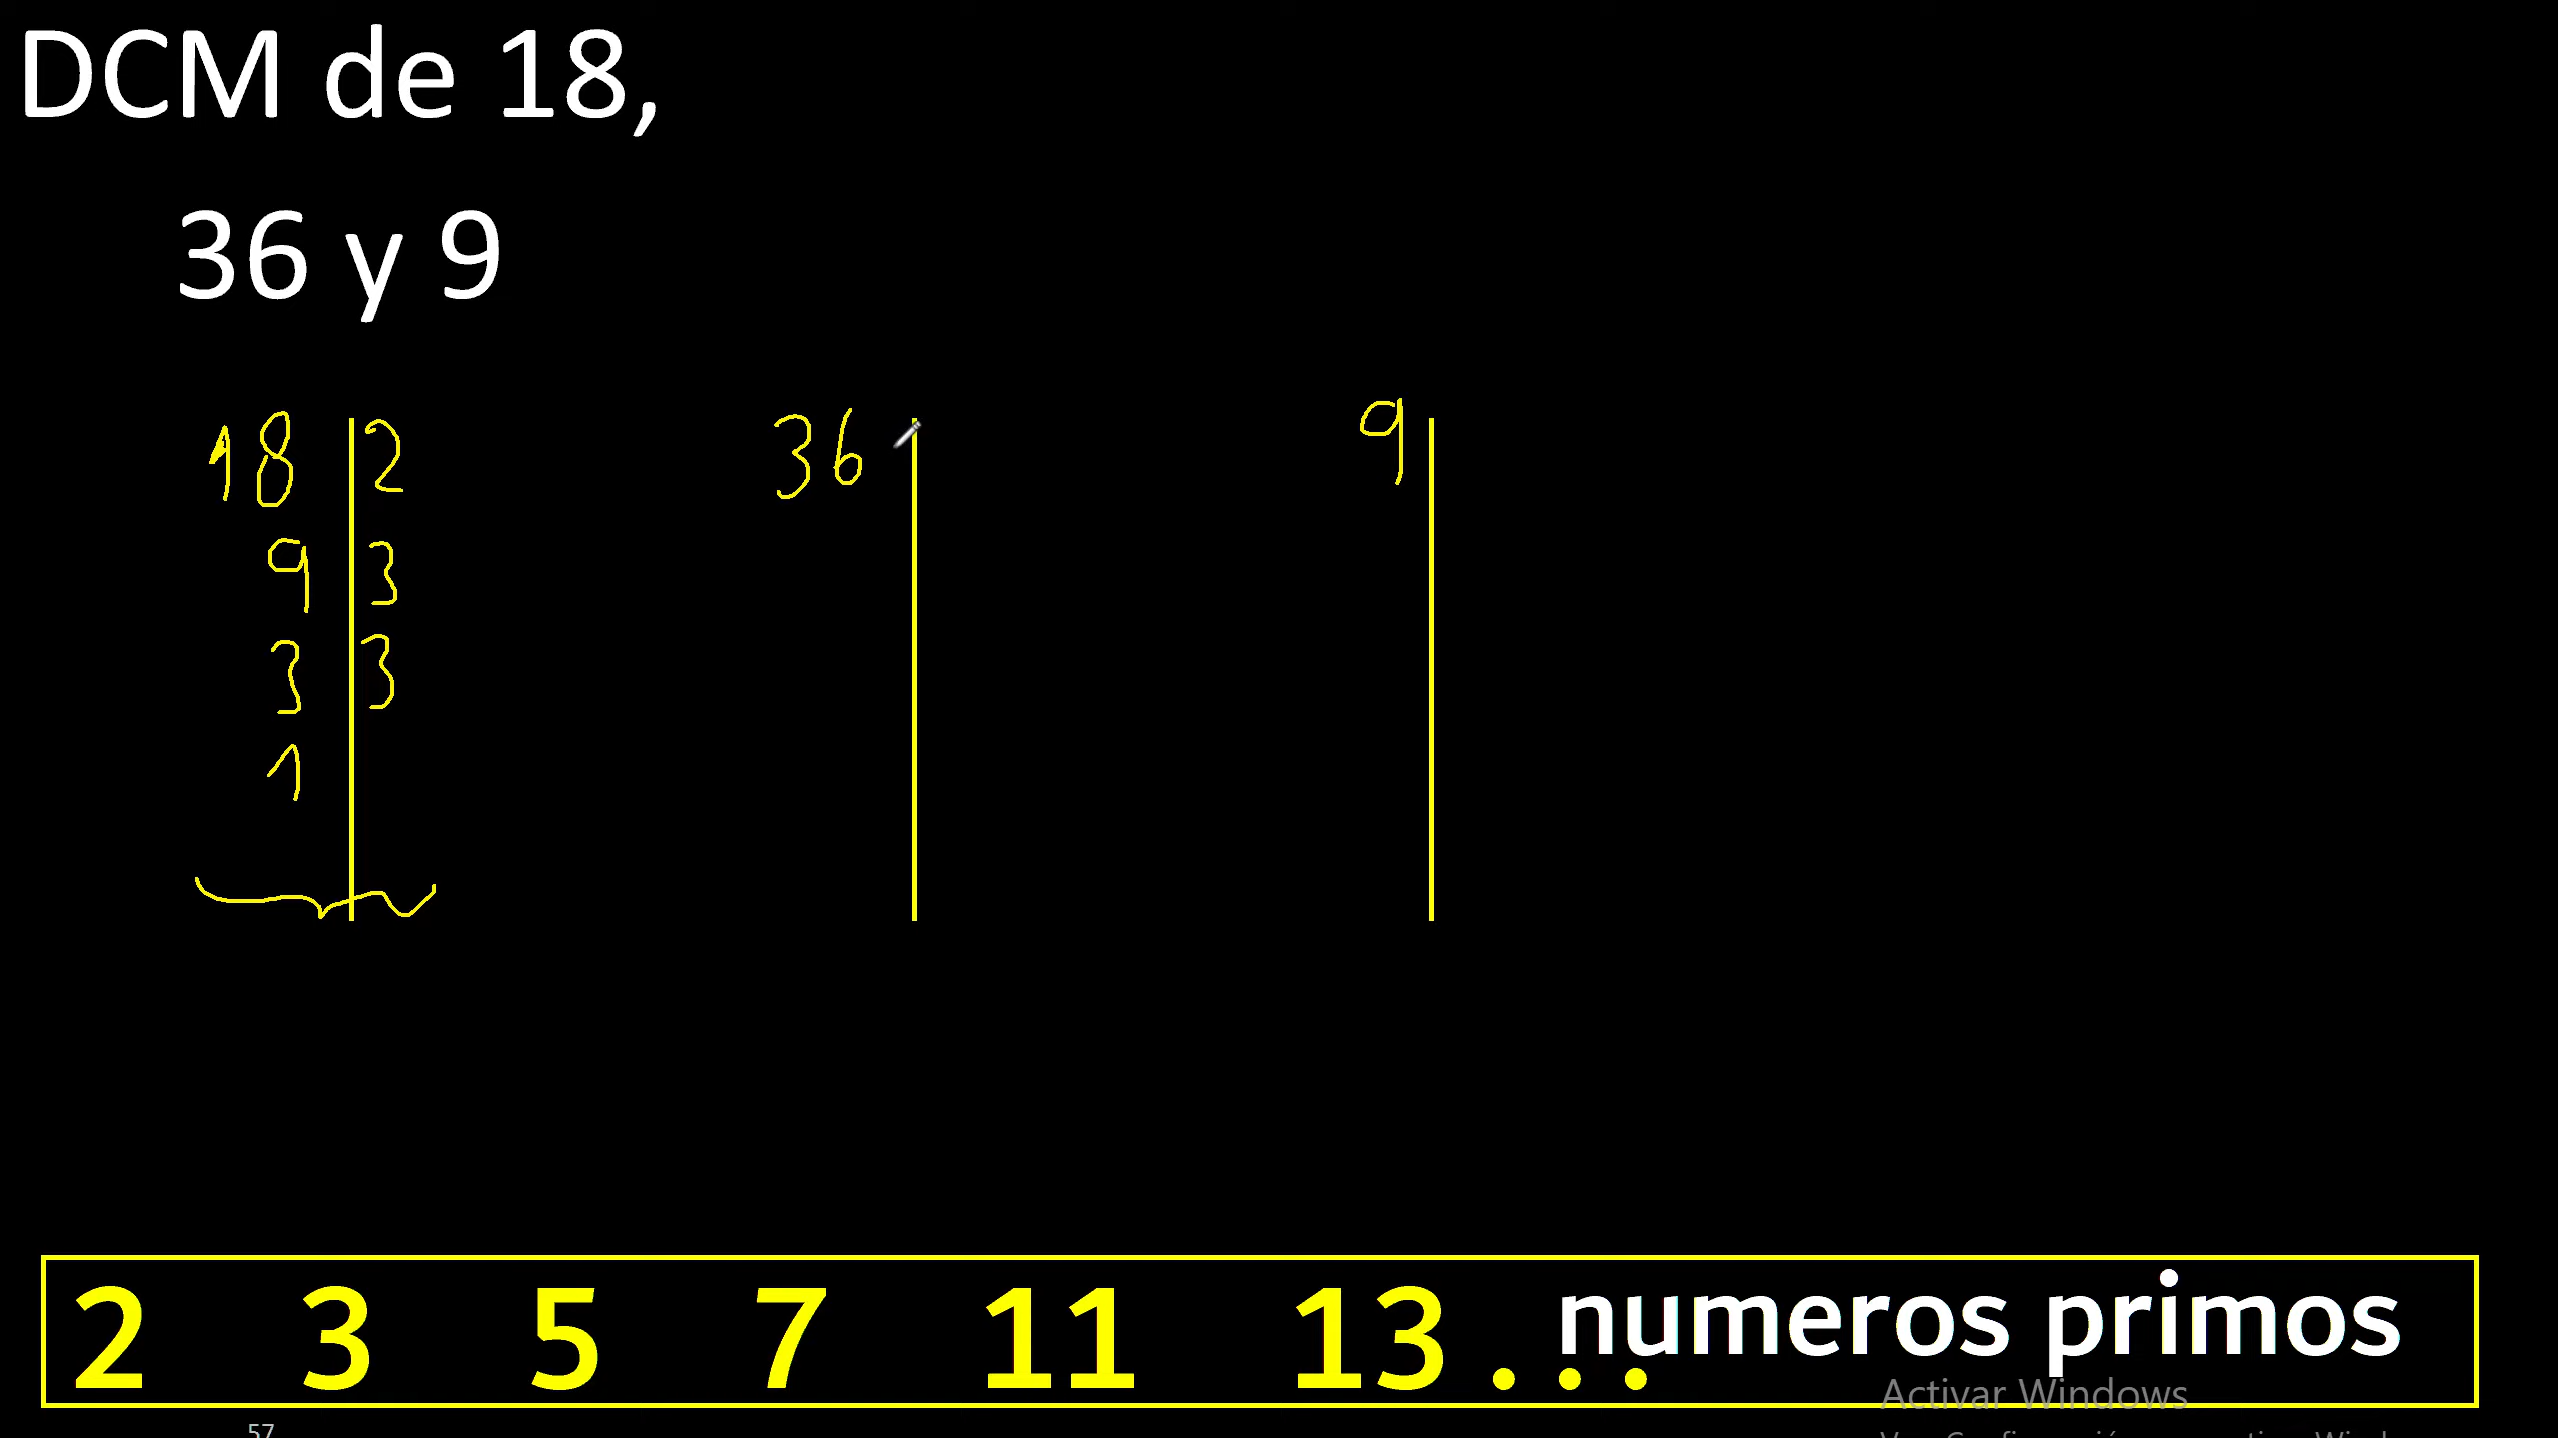 DCM de 18,
36 y 9
18 2
9 3
3 3
1
36
9
2 3 5 7 11 13 ... numeros primos
Activar Windows
57